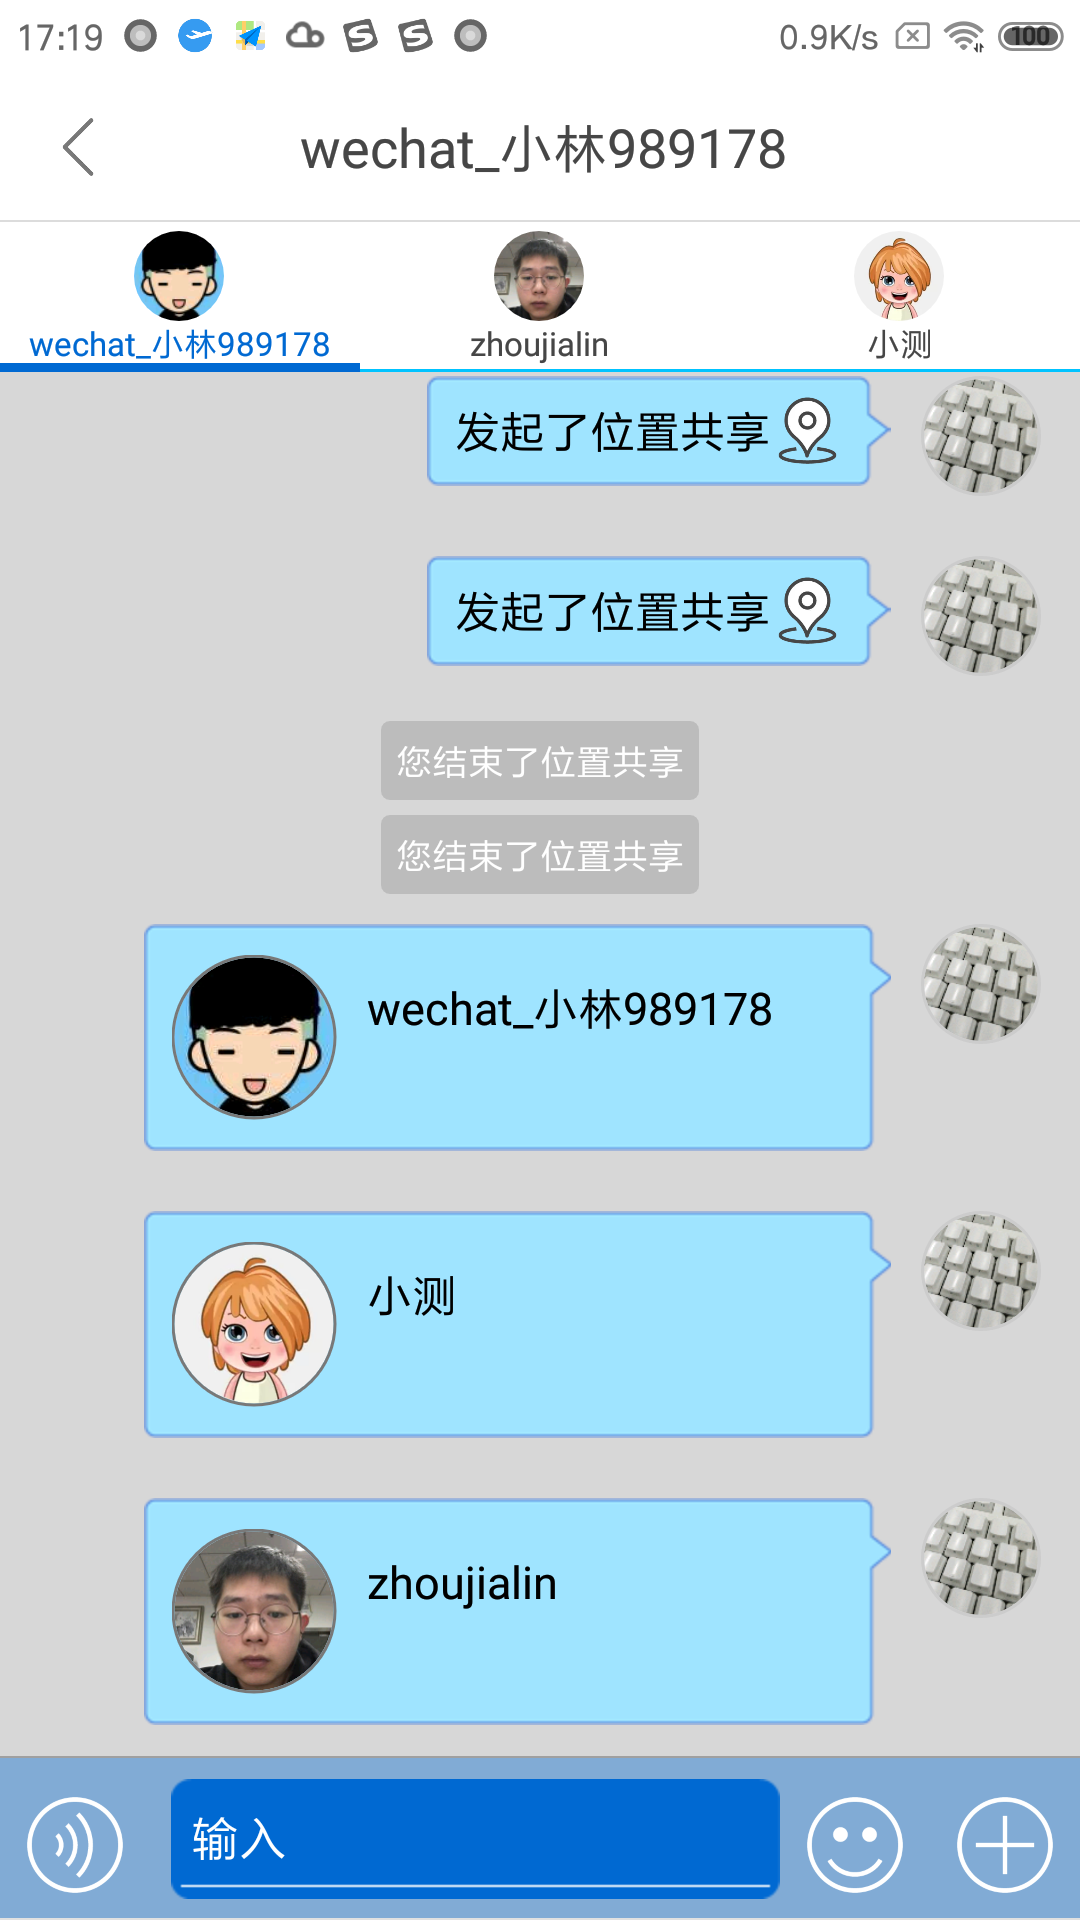 17:19
0.9K/s
100
wechat_小林989178
wechat_小林989178
zhoujialin
小测
发起了位置共享
发起了位置共享
您结束了位置共享
您结束了位置共享
wechat_小林989178
小测
zhoujialin
输入